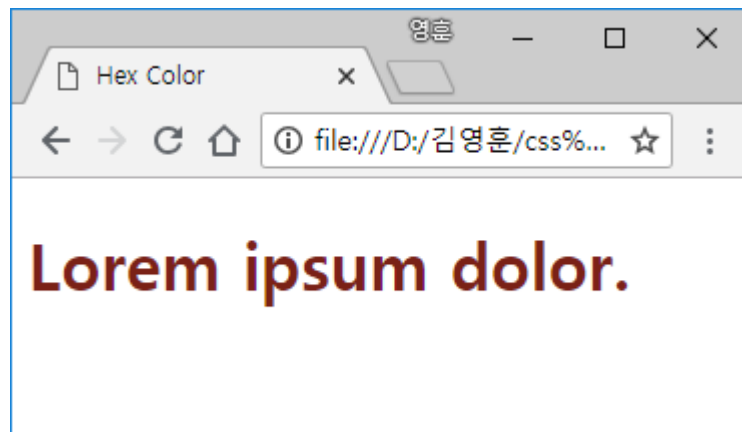 영훈
Hex Color
file:///D:/김영훈/css%...
Lorem ipsum dolor.